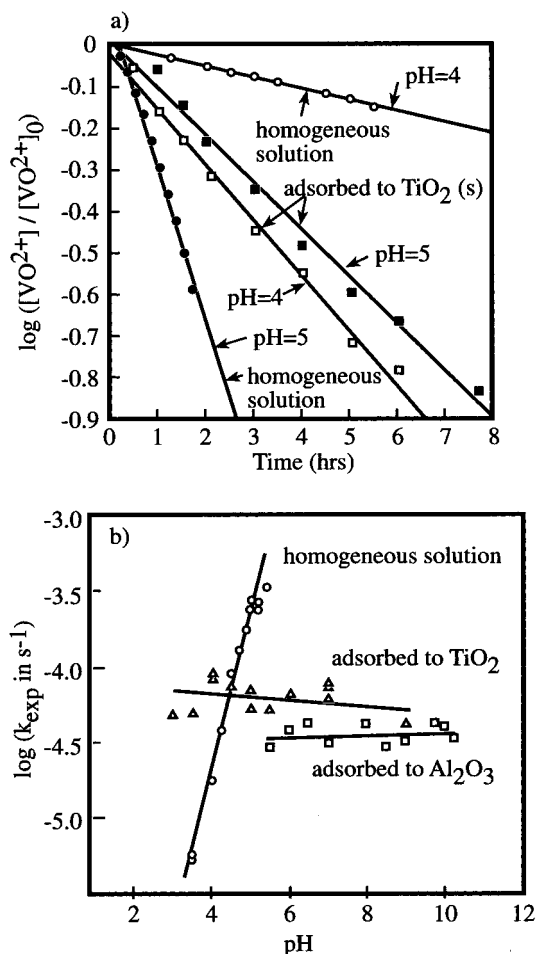 a)
0
-0.1
-0.2
-0.3
-0.4
-0.5
-0.6
-0.7
-0.8
-0.9
log ([VO2+] / [VO2+]0)
pH=4
homogeneous
solution
adsorbed to TiO2 (s)
pH=5
pH=4
pH=5
homogeneous
solution
0 1 2 3 4 5 6 7 8
Time (hrs)
b)
-3.0
-3.5
-4.0
-4.5
-5.0
log (kexp in s-1)
homogeneous solution
adsorbed to TiO2
adsorbed to Al2O3
2 4 6 8 10 12
pH